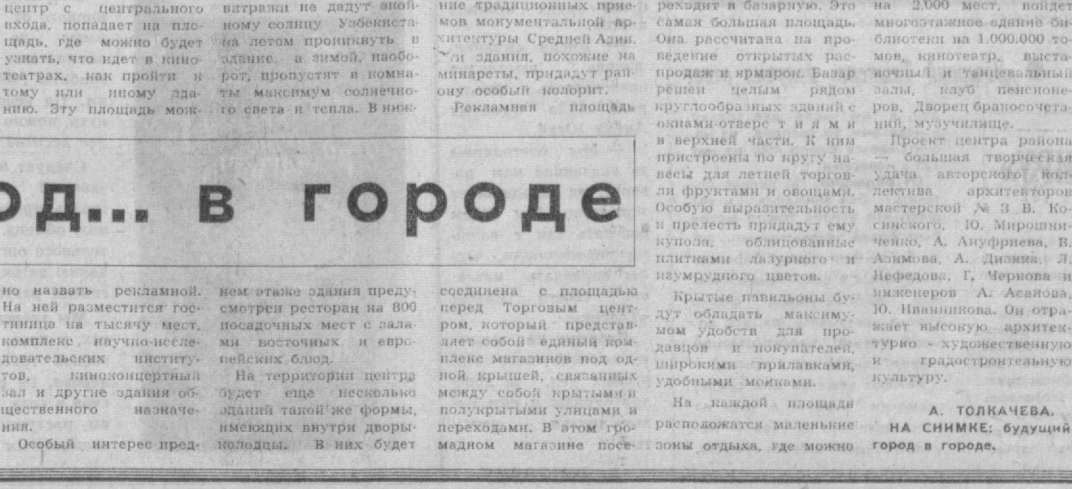 центр с центрального
входа, попадает на пло-
щадь, где можно будет
узнать, что идет в кино-
театрах, как пройти к
тому или иному зда-
нию. Эту площадь мож-
но назвать рекламной.
На ней разместится гос-
тиница на тысячу мест,
комплекс научно-иссле-
довательских институ-
тов, киноконцертный
зал и другие здания об-
щественного назначе-
ния.
Особый интерес пред-
витражи не дадут зной-
ному солнцу Узбекиста-
на летом проникнуть в
здание, а зимой, наобо-
рот, пропустят в комна-
ты максимум солнечно-
го света и тепла. В ниж-
нем этаже здания преду-
смотрен ресторан на 800
посадочных мест с зала-
ми восточных и евро-
пейских блюд.
На территории центра
будет еще несколько
зданий такой же формы,
имеющих внутри дворы-
колодцы. В них будет
ние традиционных прие-
мов монументальной ар-
хитектуры Средней Азии.
здания, похожие на
минареты, придадут рай-
ону особый колорит.
Рекламная площадь
соединена с площадью
перед Торговым цент-
ром, который представ-
ляет собой единый ком-
плекс магазинов под од-
ной крышей, связанных
между собой крытыми и
полукрытыми улицами и
переходами. В этом гро-
мадном магазине посе-
од... в городе
реходит в базарную. Это
самая большая площадь.
Она рассчитана на про-
ведение открытых рас-
продаж и ярмарок. Базар
решен целым рядом
круглообразных зданий с
окнами-отверстиями
в верхней части. К ним
пристроены по кругу на-
весы для летней торгов-
ли фруктами и овощами.
Особую выразительность
и прелесть придадут ему
купола, облицованные
плитками лазурного и
изумрудного цветов.
Крытые павильоны бу-
дут обладать максиму-
мом удобств для про-
давцов и покупателей,
широкими прилавками,
удобными мойками.
На каждой площади
расположатся маленькие
зоны отдыха, где можно
на 2.000 мест, войдет
многоэтажное здание би-
блиотеки на 1.000.000 то-
мов, кинотеатр, выста-
вочный и танцевальный
залы, клуб пенсионе-
ров, Дворец бракосочета-
ний, музучилище.
Проект центра района
— большая творческая
удача авторского кол-
лектива архитекторов
мастерской № 3 В. Ко-
синского, Ю. Мирошни-
ченко, А. Ануфриева, В.
Азимова, А. Л.
Нефедова, Г. Чернова и
инженеров А. Асанова,
Ю. Иванникова. Он отра-
жает высокую архитек-
турно - художественную
и градостроительную
культуру.
А. ТОЛКАЧЕВА.
НА СНИМКЕ: будущий
город в городе.